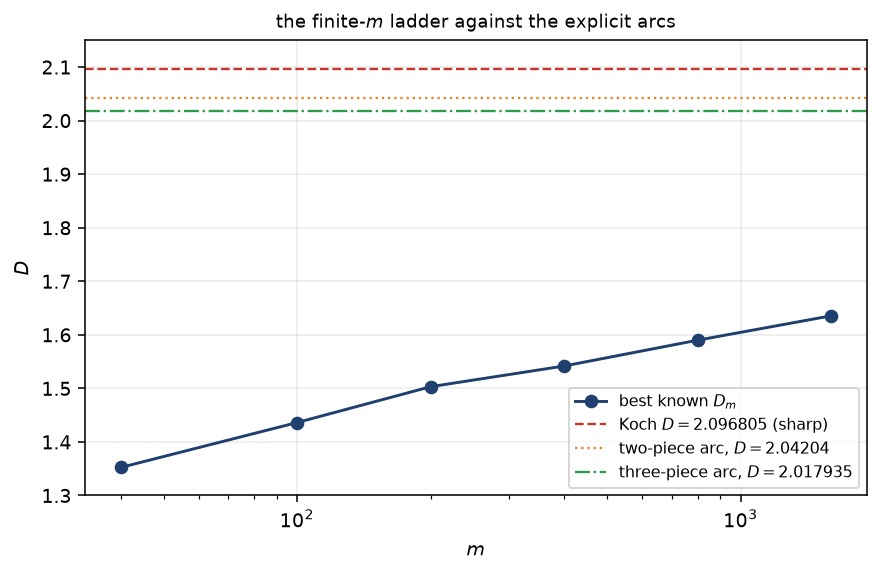 the finite-m ladder against the explicit arcs
D
2.1
2.0
1.9
1.8
1.7
1.6
1.5
1.4
1.3
best known D_m
Koch D = 2.096805 (sharp)
two-piece arc, D = 2.04204
three-piece arc, D = 2.017935
10^2
10^3
m